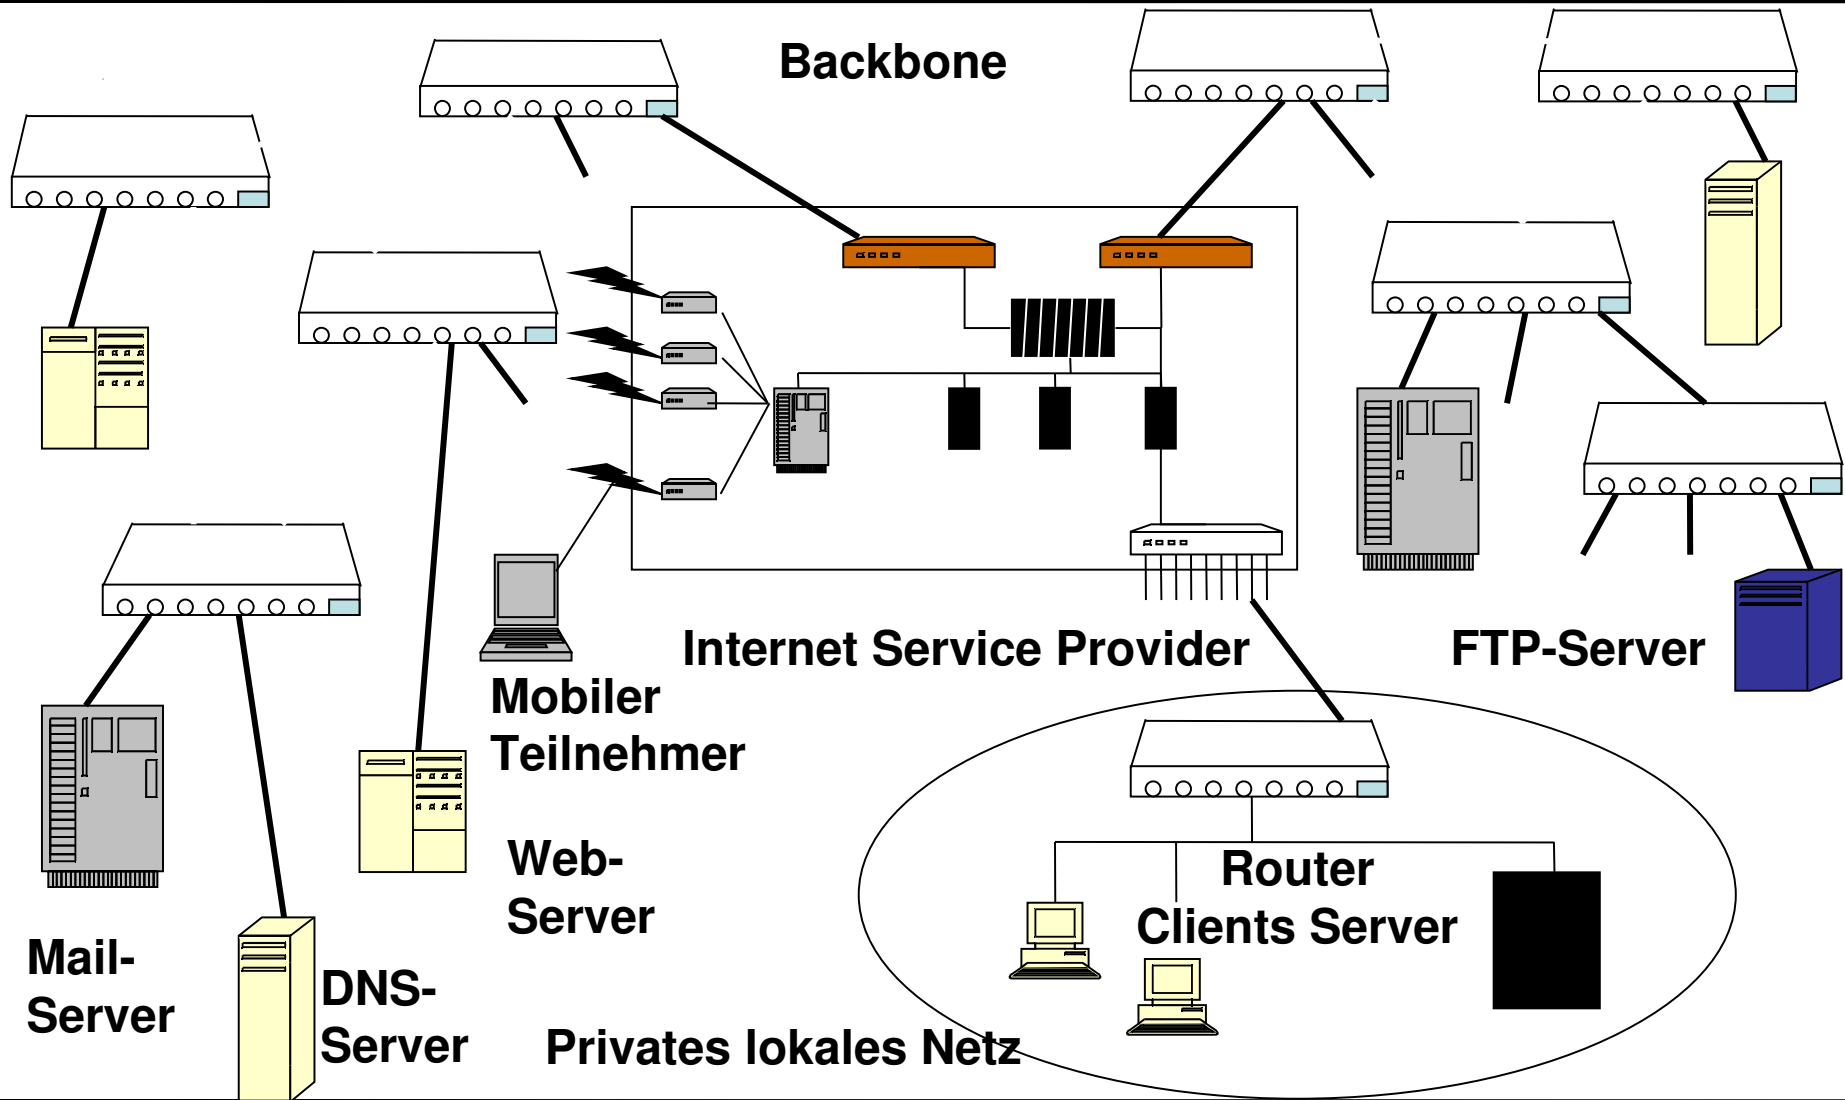 Backbone
Internet Service Provider
FTP-Server
Mobiler
Teilnehmer
Web-
Server
Router
Clients Server
Mail-
Server
DNS-
Server
Privates lokales Netz